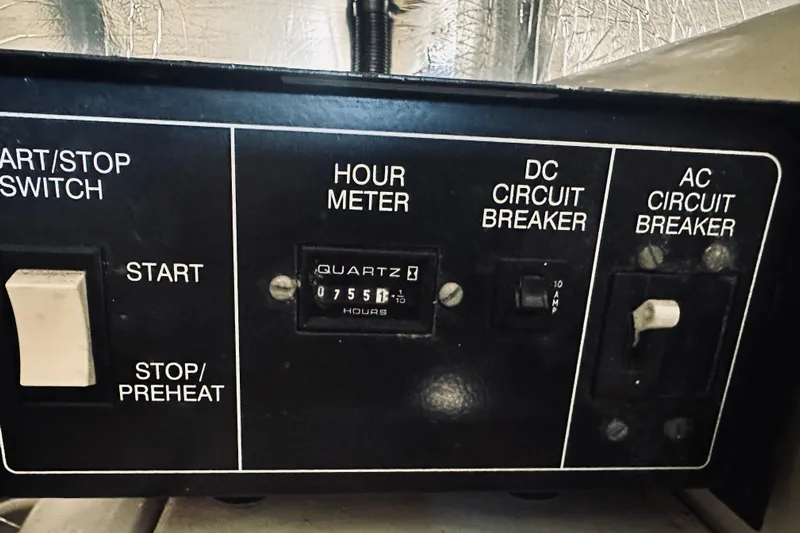 ART/STOP
SWITCH
START
STOP/
PREHEAT
HOUR
METER
QUARTZ
07551
1/10
HOURS
DC
CIRCUIT
BREAKER
10
AMP
AC
CIRCUIT
BREAKER